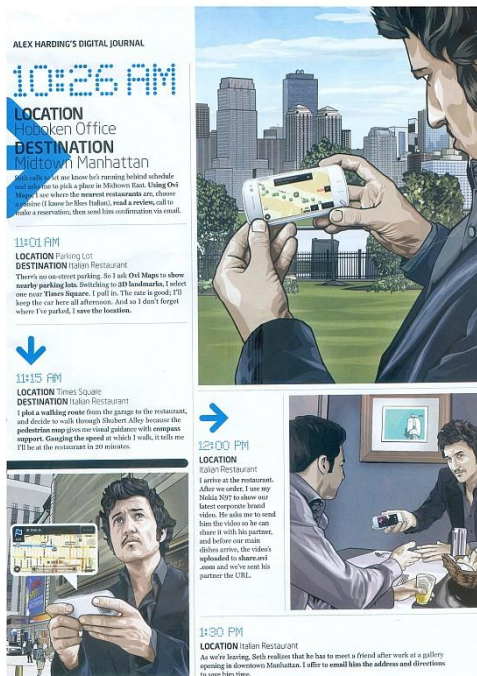 ALEX HARDING'S DIGITAL JOURNAL
10:26 AM
LOCATION
Hoboken Office
DESTINATION
Midtown Manhattan
Seth calls to let me know he's running behind schedule
and asks me to pick a place in Midtown East. Using Ovi
Maps, I see where the nearest restaurants are, choose
a cuisine (I know he likes Italian), read a review, call to
make a reservation, then send him confirmation via email.
11:01 AM
LOCATION Parking Lot
DESTINATION Italian Restaurant
There's no on-street parking. So I ask Ovi Maps to show
nearby parking lots. Switching to 3D landmarks, I select
one near Times Square. I pull in. The rate is good; I'll
keep the car here all afternoon. And so I don't forget
where I've parked, I save the location.
11:15 AM
LOCATION Times Square
DESTINATION Italian Restaurant
I plot a walking route from the garage to the restaurant,
and decide to walk through Shubert Alley because the
pedestrian map gives me visual guidance with compass
support. Ganging the speed at which I walk, it tells me
I'll be at the restaurant in 20 minutes.
12:00 PM
LOCATION
Italian Restaurant
I arrive at the restaurant.
After we order, I use my
Nokia N97 to show our
latest corporate brand
video. He asks me to send
him the video so he can
share it with his partner,
and before our main
dishes arrive, the video's
uploaded to share.ovi
.com and we've sent his
partner the URL.
1:30 PM
LOCATION Italian Restaurant
As we're leaving, Seth realizes that he has to meet a friend after work at a gallery
opening in downtown Manhattan. I offer to email him the address and directions
to save him time.